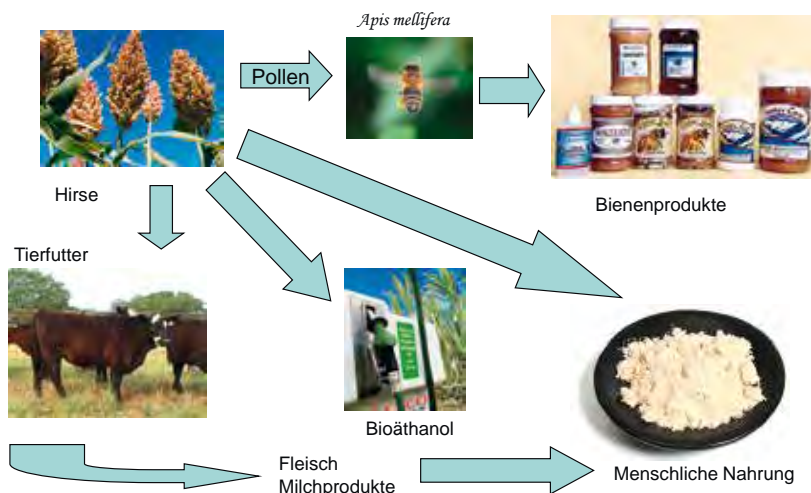 Apis mellifera
Pollen
Hirse
Bienenprodukte
Tierfutter
Bioäthanol
Fleisch
Milchprodukte
Menschliche Nahrung